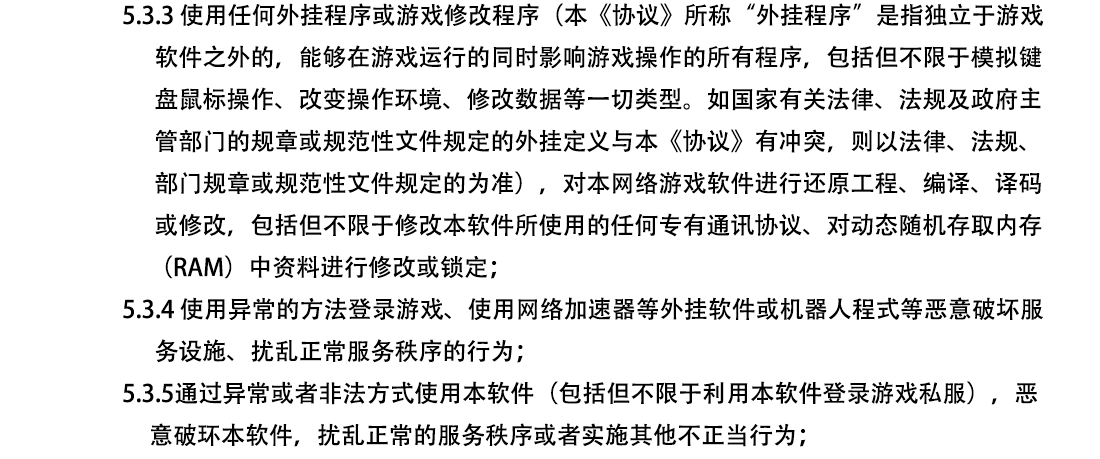 5.3.3 使用任何外挂程序或游戏修改程序（本《协议》所称“外挂程序”是指独立于游戏
软件之外的，能够在游戏运行的同时影响游戏操作的所有程序，包括但不限于模拟键
盘鼠标操作、改变操作环境、修改数据等一切类型。如国家有关法律、法规及政府主
管部门的规章或规范性文件规定的外挂定义与本《协议》有冲突，则以法律、法规、
部门规章或规范性文件规定的为准），对本网络游戏软件进行还原工程、编译、译码
或修改，包括但不限于修改本软件所使用的任何专有通讯协议、对动态随机存取内存
（RAM）中资料进行修改或锁定；
5.3.4 使用异常的方法登录游戏、使用网络加速器等外挂软件或机器人程式等恶意破坏服
务设施、扰乱正常服务秩序的行为；
5.3.5通过异常或者非法方式使用本软件（包括但不限于利用本软件登录游戏私服），恶
意破环本软件，扰乱正常的服务秩序或者实施其他不正当行为；